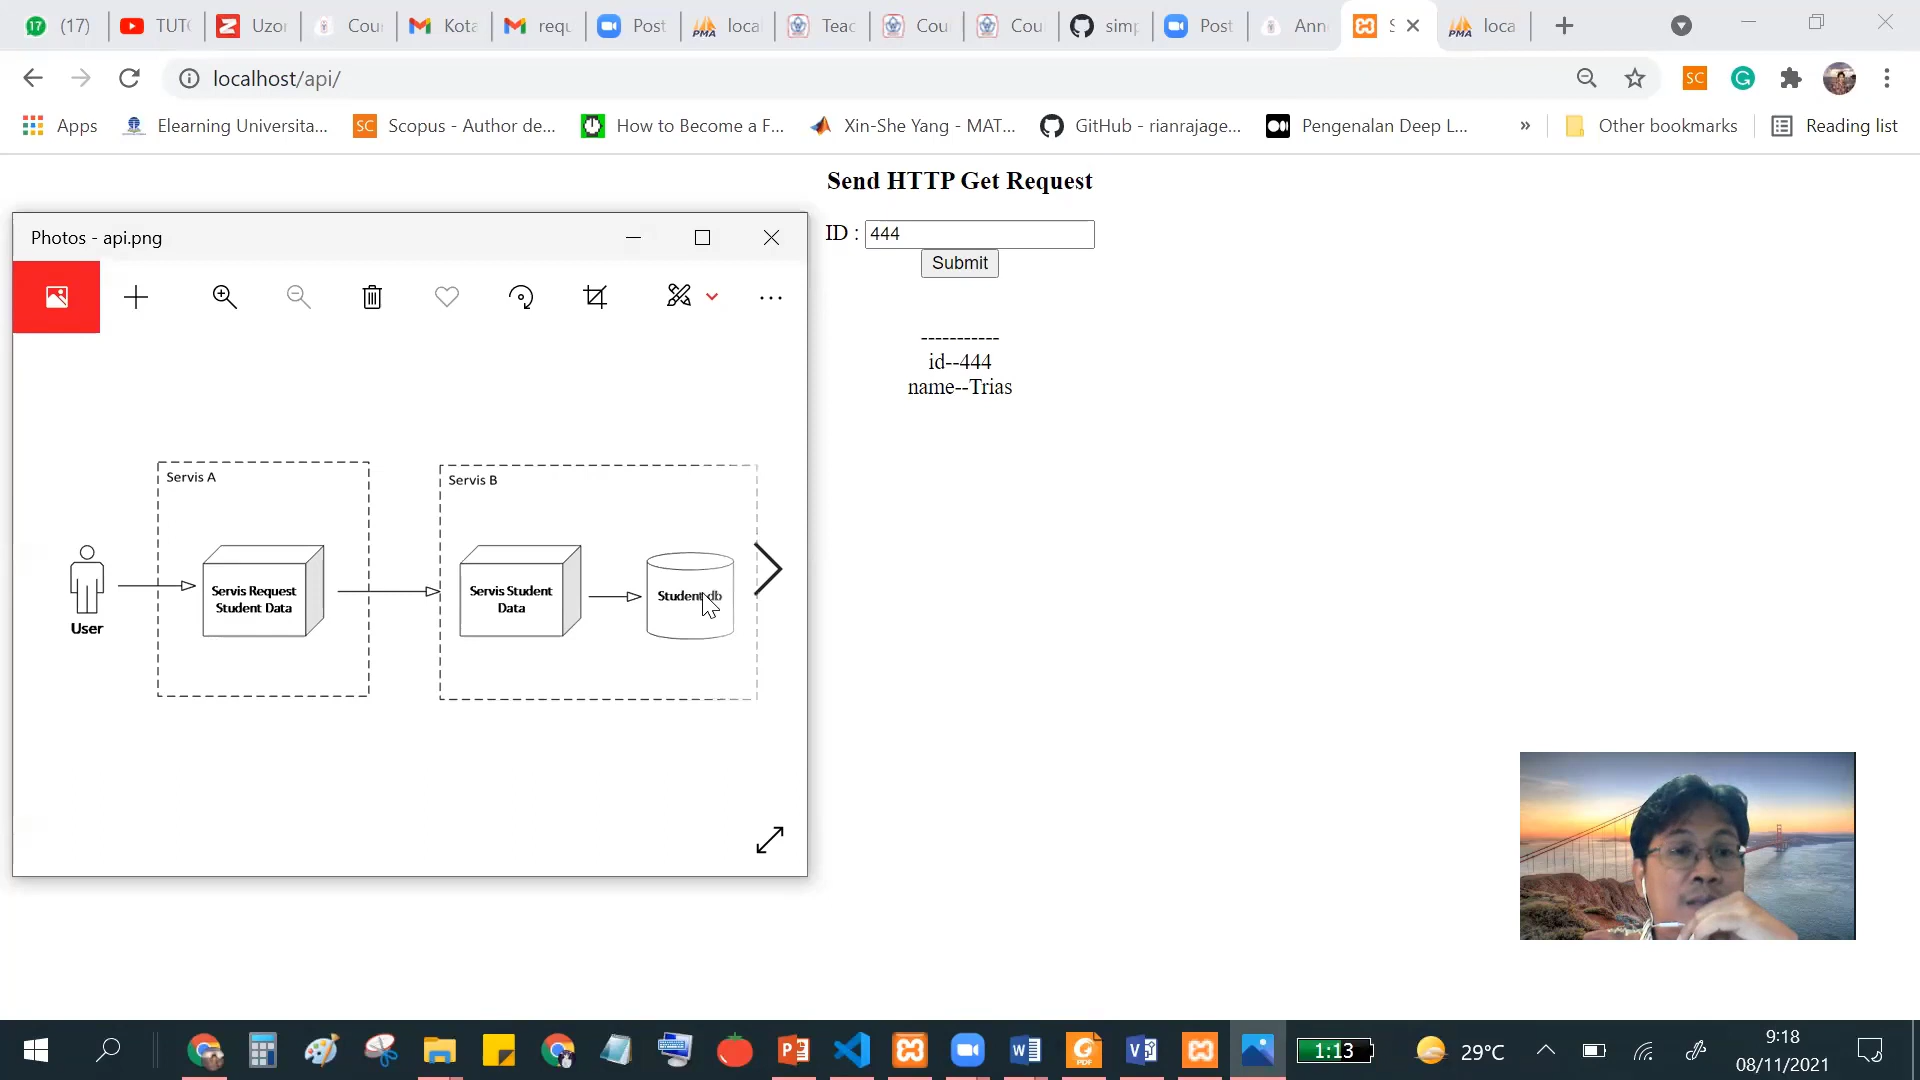 (17)
TUT
Uzor
Cour
Kota
requ
Post
loca
Teac
Cou
Cou
simp
Post
Ann
S
loca
localhost/api/
Apps
Elearning Universita...
Scopus - Author de...
How to Become a F...
Xin-She Yang - MAT...
GitHub - rianrajage...
Pengenalan Deep L...
»
Other bookmarks
Reading list
Send HTTP Get Request
ID : 444
Submit
-----------
id--444
name--Trias
Photos - api.png
Servis A
Servis B
Servis Request
Student Data
Servis Student
Data
Student db
User
1:13
29°C
9:18
08/11/2021